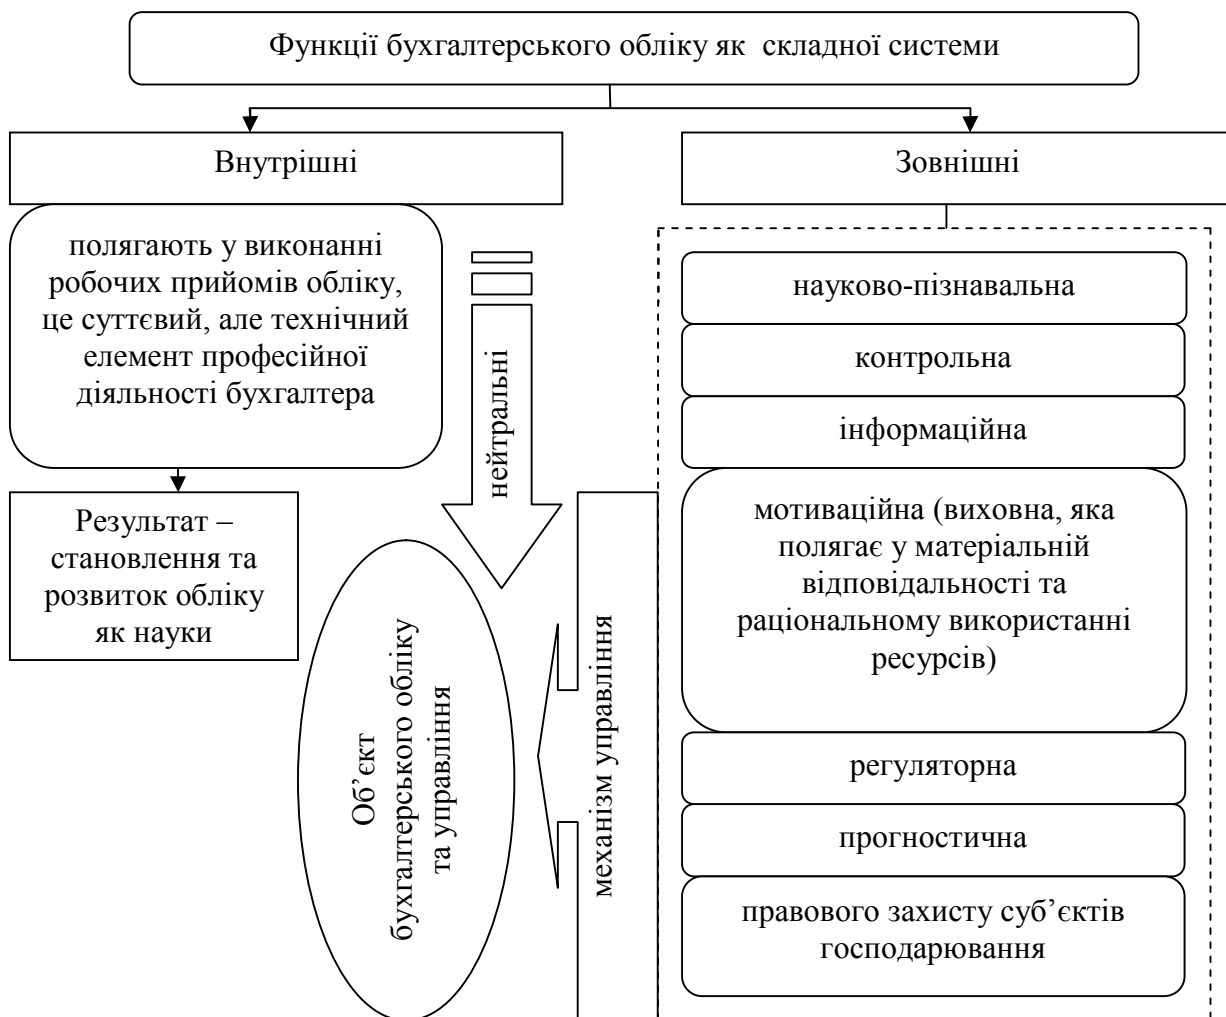 Функції бухгалтерського обліку як складної системи
Внутрішні
Зовнішні
полягають у виконанні
робочих прийомів обліку,
це суттєвий, але технічний
елемент професійної
діяльності бухгалтера
Результат –
становлення та
розвиток обліку
як науки
нейтральні
Об’єкт
бухгалтерського обліку
та управління
механізм управління
науково-пізнавальна
контрольна
інформаційна
мотиваційна (виховна, яка
полягає у матеріальній
відповідальності та
раціональному використанні
ресурсів)
регуляторна
прогностична
правового захисту суб’єктів
господарювання